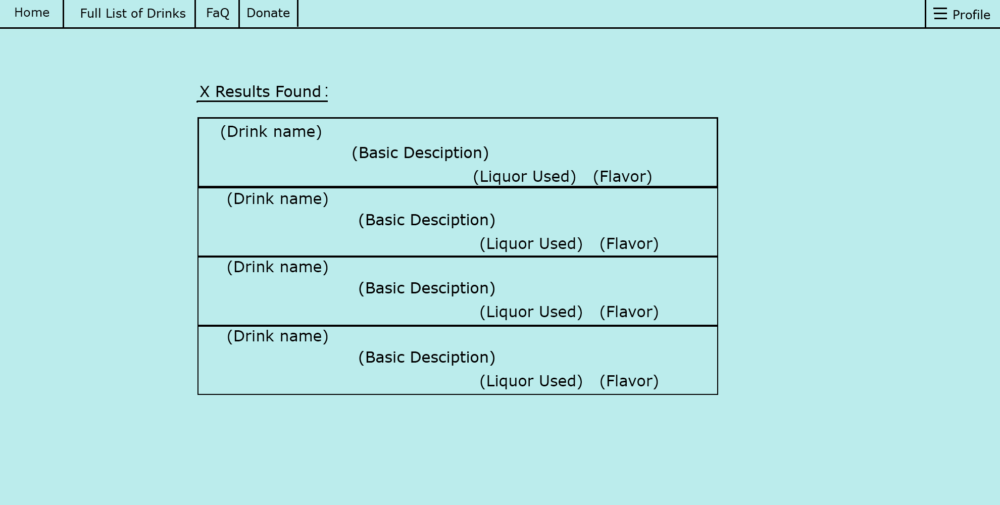 Home Full List of Drinks FaQ Donate Profile
X Results Found :
(Drink name)
(Basic Desciption)
(Liquor Used) (Flavor)
(Drink name)
(Basic Desciption)
(Liquor Used) (Flavor)
(Drink name)
(Basic Desciption)
(Liquor Used) (Flavor)
(Drink name)
(Basic Desciption)
(Liquor Used) (Flavor)